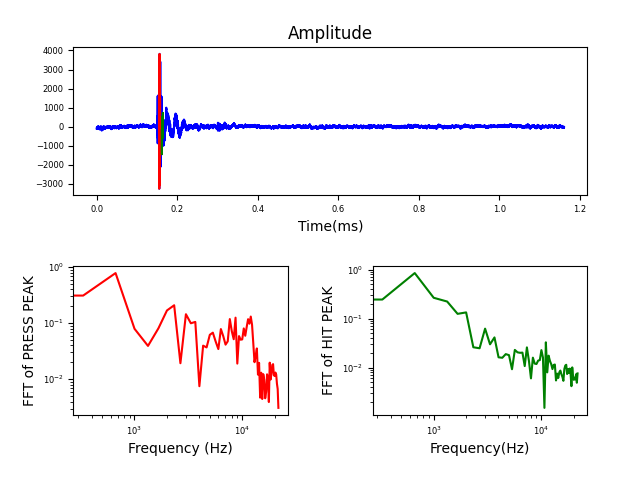 Amplitude
4000
3000
2000
1000
0
−1000
−2000
−3000
0.0 0.2 0.4 0.6 0.8 1.0 1.2
Time(ms)
FFT of PRESS PEAK
10⁰
10⁻¹
10⁻²
10³ 10⁴
Frequency (Hz)
FFT of HIT PEAK
10⁰
10⁻¹
10⁻²
10³ 10⁴
Frequency(Hz)